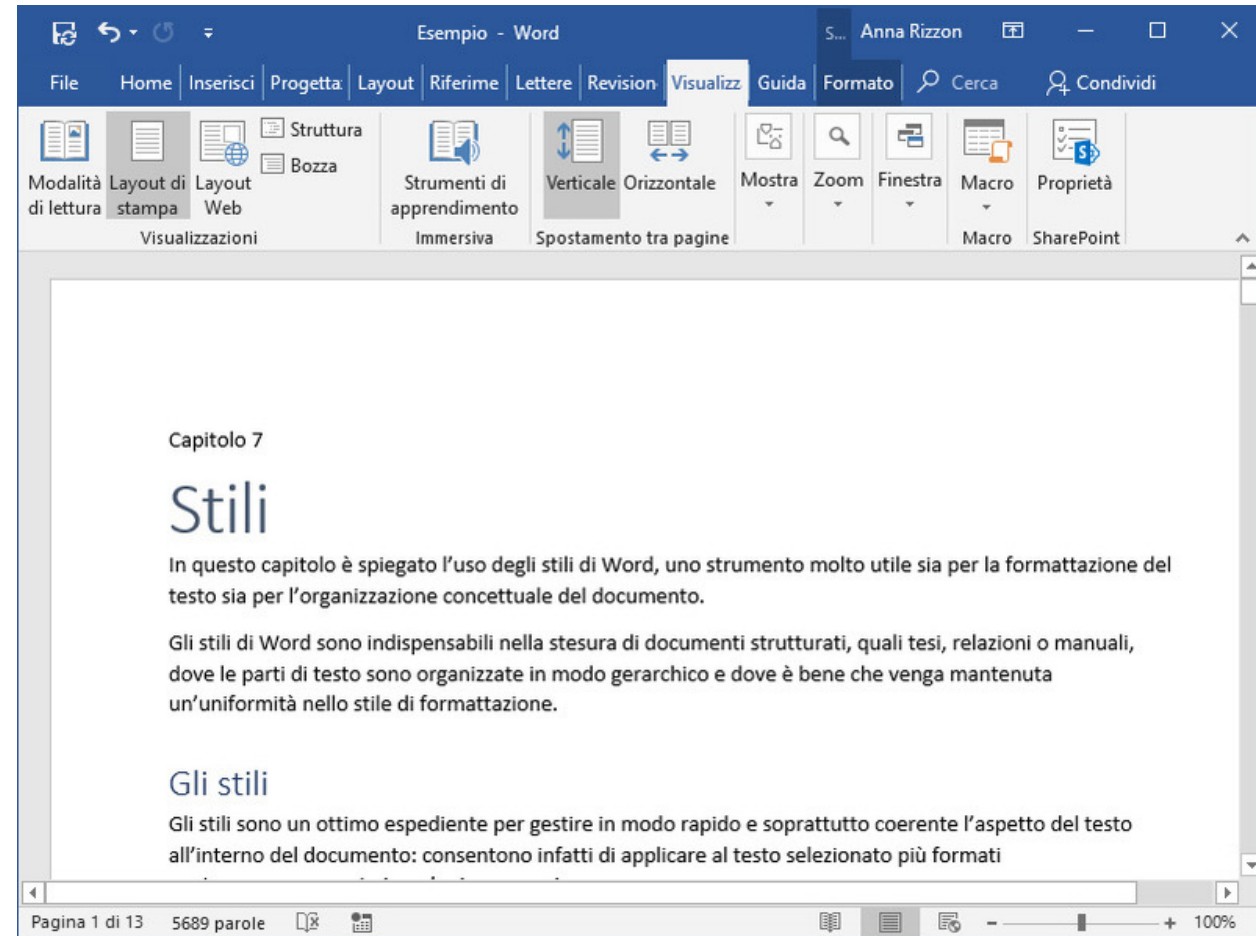 Esempio - Word
S... Anna Rizzon
File Home Inserisci Progetta: Layout Riferime Lettere Revision Visualizz Guida Formato Cerca Condividi
Struttura
Bozza
Modalità di lettura
Layout di stampa
Layout Web
Strumenti di apprendimento
Verticale Orizzontale Mostra Zoom Finestra Macro Proprietà
S
Visualizzazioni Immersiva Spostamento tra pagine Macro SharePoint
Capitolo 7
Stili
In questo capitolo è spiegato l’uso degli stili di Word, uno strumento molto utile sia per la formattazione del
testo sia per l’organizzazione concettuale del documento.
Gli stili di Word sono indispensabili nella stesura di documenti strutturati, quali tesi, relazioni o manuali,
dove le parti di testo sono organizzate in modo gerarchico e dove è bene che venga mantenuta
un’uniformità nello stile di formattazione.
Gli stili
Gli stili sono un ottimo espediente per gestire in modo rapido e soprattutto coerente l’aspetto del testo
all’interno del documento: consentono infatti di applicare al testo selezionato più formati
Pagina 1 di 13 5689 parole - + 100%